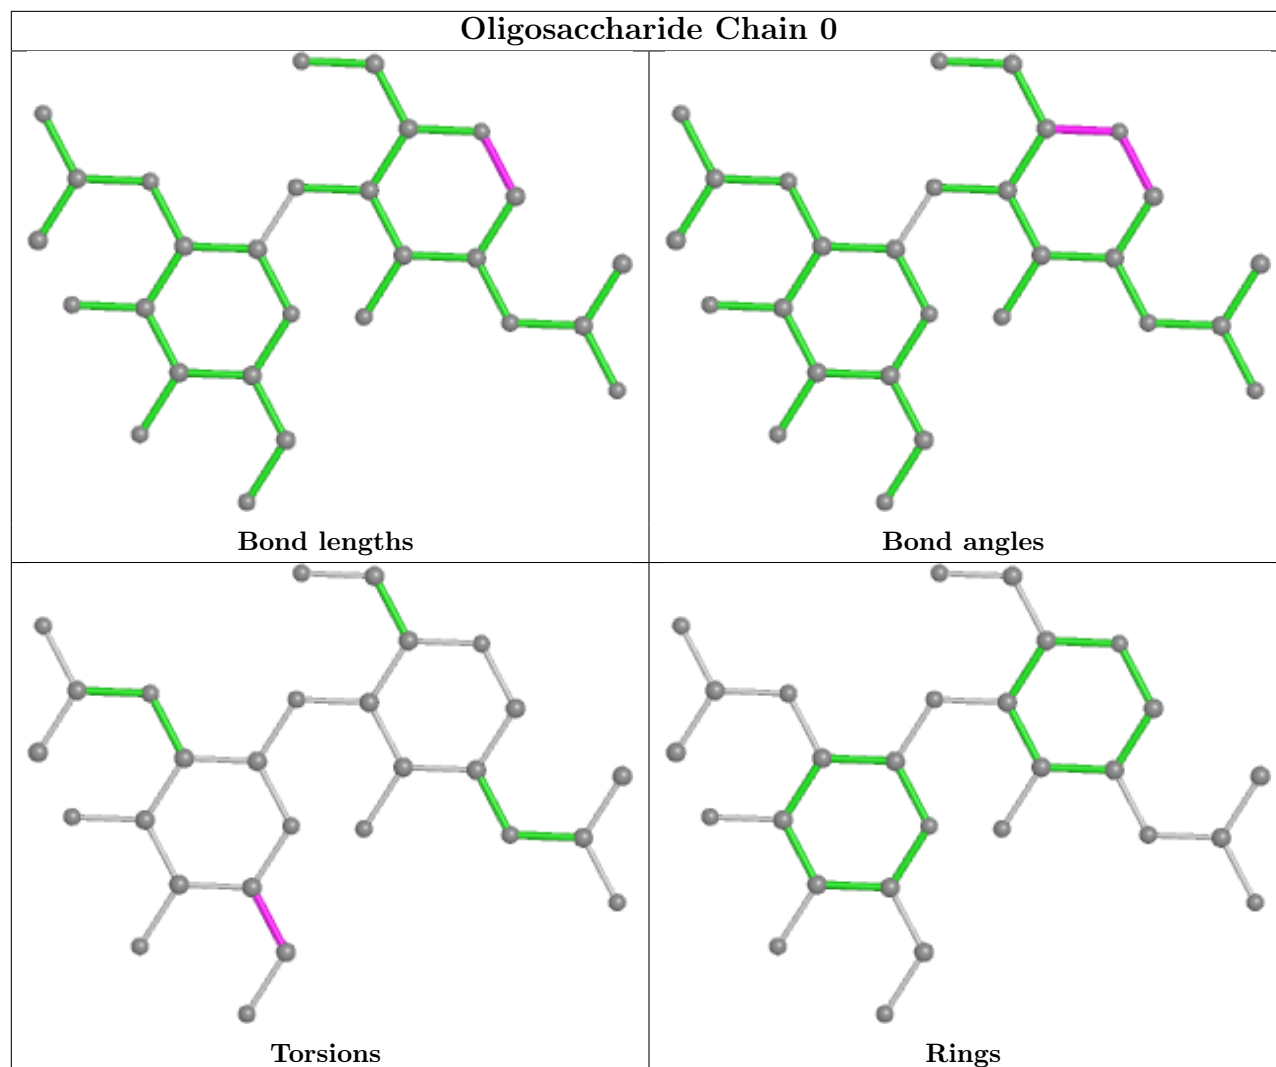 Oligosaccharide Chain 0
Bond lengths
Bond angles
Torsions
Rings